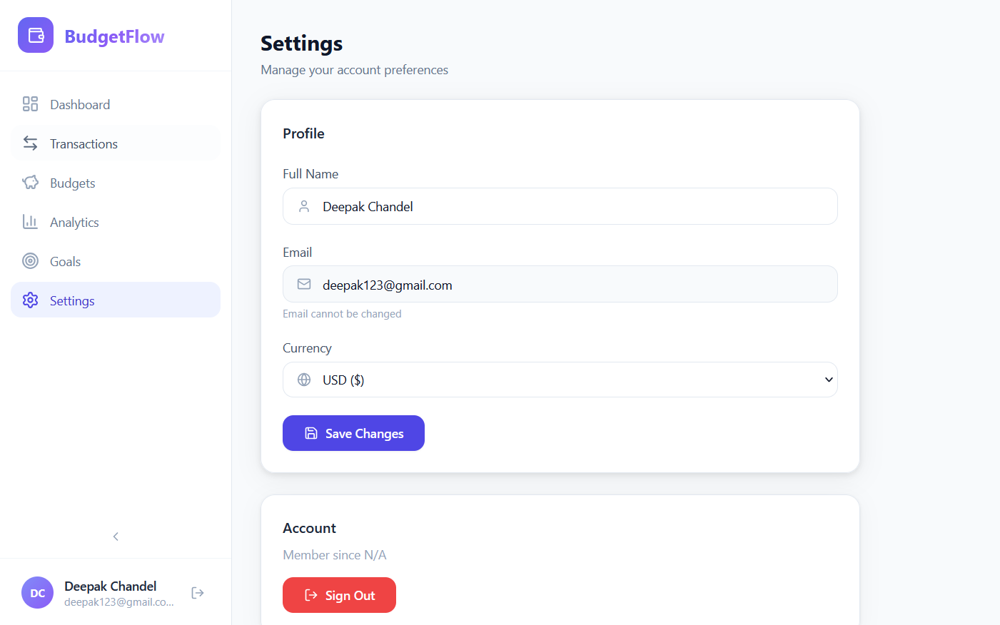 BudgetFlow
Dashboard
Transactions
Budgets
Analytics
Goals
Settings
DC
Deepak Chandel
deepak123@gmail.co...
Settings
Manage your account preferences
Profile
Full Name
Deepak Chandel
Email
deepak123@gmail.com
Email cannot be changed
Currency
USD ($)
Save Changes
Account
Member since N/A
Sign Out